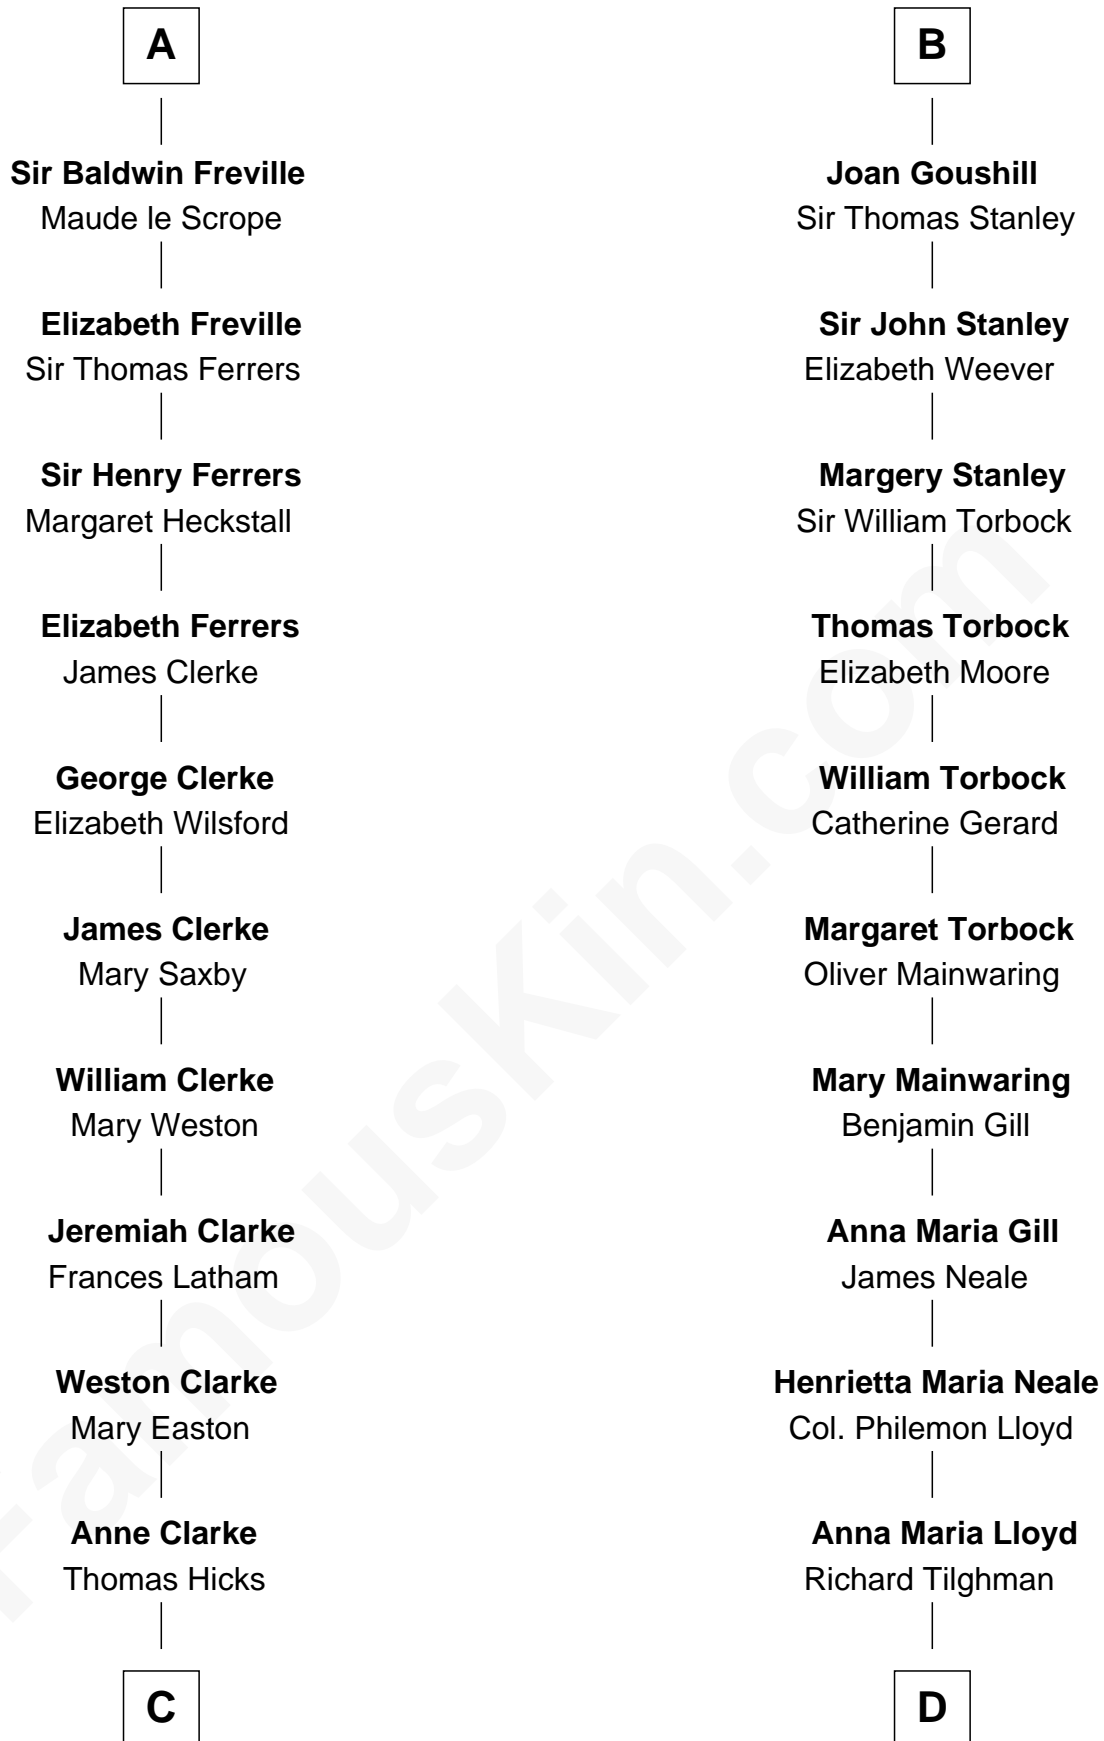 A
Sir Baldwin Freville
Maude le Scrope
Elizabeth Freville
Sir Thomas Ferrers
Sir Henry Ferrers
Margaret Heckstall
Elizabeth Ferrers
James Clerke
George Clerke
Elizabeth Wilsford
James Clerke
Mary Saxby
William Clerke
Mary Weston
Jeremiah Clarke
Frances Latham
Weston Clarke
Mary Easton
Anne Clarke
Thomas Hicks
C
B
Joan Goushill
Sir Thomas Stanley
Sir John Stanley
Elizabeth Weever
Margery Stanley
Sir William Torbock
Thomas Torbock
Elizabeth Moore
William Torbock
Catherine Gerard
Margaret Torbock
Oliver Mainwaring
Mary Mainwaring
Benjamin Gill
Anna Maria Gill
James Neale
Henrietta Maria Neale
Col. Philemon Lloyd
Anna Maria Lloyd
Richard Tilghman
D
FamousKin.com